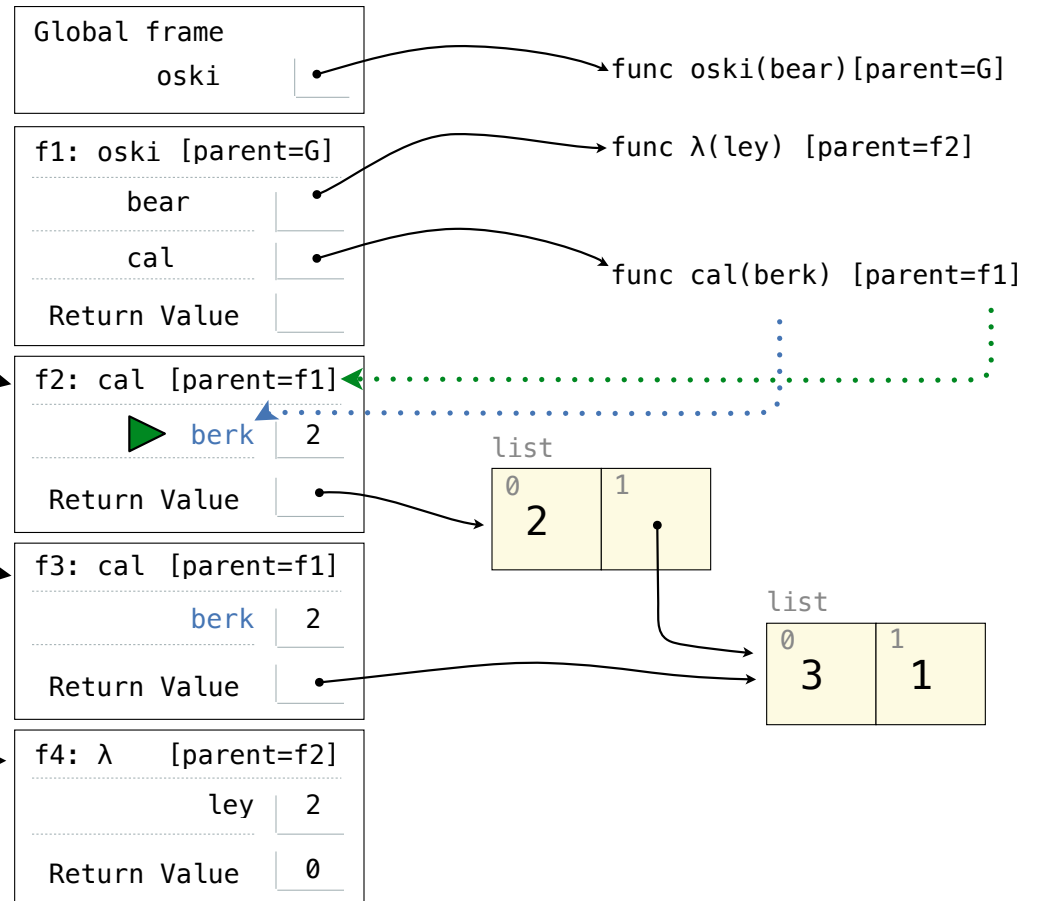 Global frame
oski
func oski(bear)[parent=G]
f1: oski [parent=G]
func λ(ley) [parent=f2]
bear
cal
func cal(berk) [parent=f1]
Return Value
f2: cal [parent=f1]
berk 2
list
0 1
2
Return Value
f3: cal [parent=f1]
berk 2
list
0 1
3 1
Return Value
f4: λ [parent=f2]
ley 2
Return Value 0